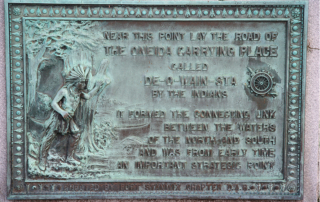 NEAR THIS POINT LAY THE ROAD OF
THE ONEIDA CARRYING PLACE
CALLED
DE-O-WAIN-STA
BY THE INDIANS
IT FORMED THE CONNECTING LINK
BETWEEN THE WATERS
OF THE NORTH AND SOUTH
AND WAS FROM EARLY TIME
AN IMPORTANT STRATEGIC POINT
CHAPTER